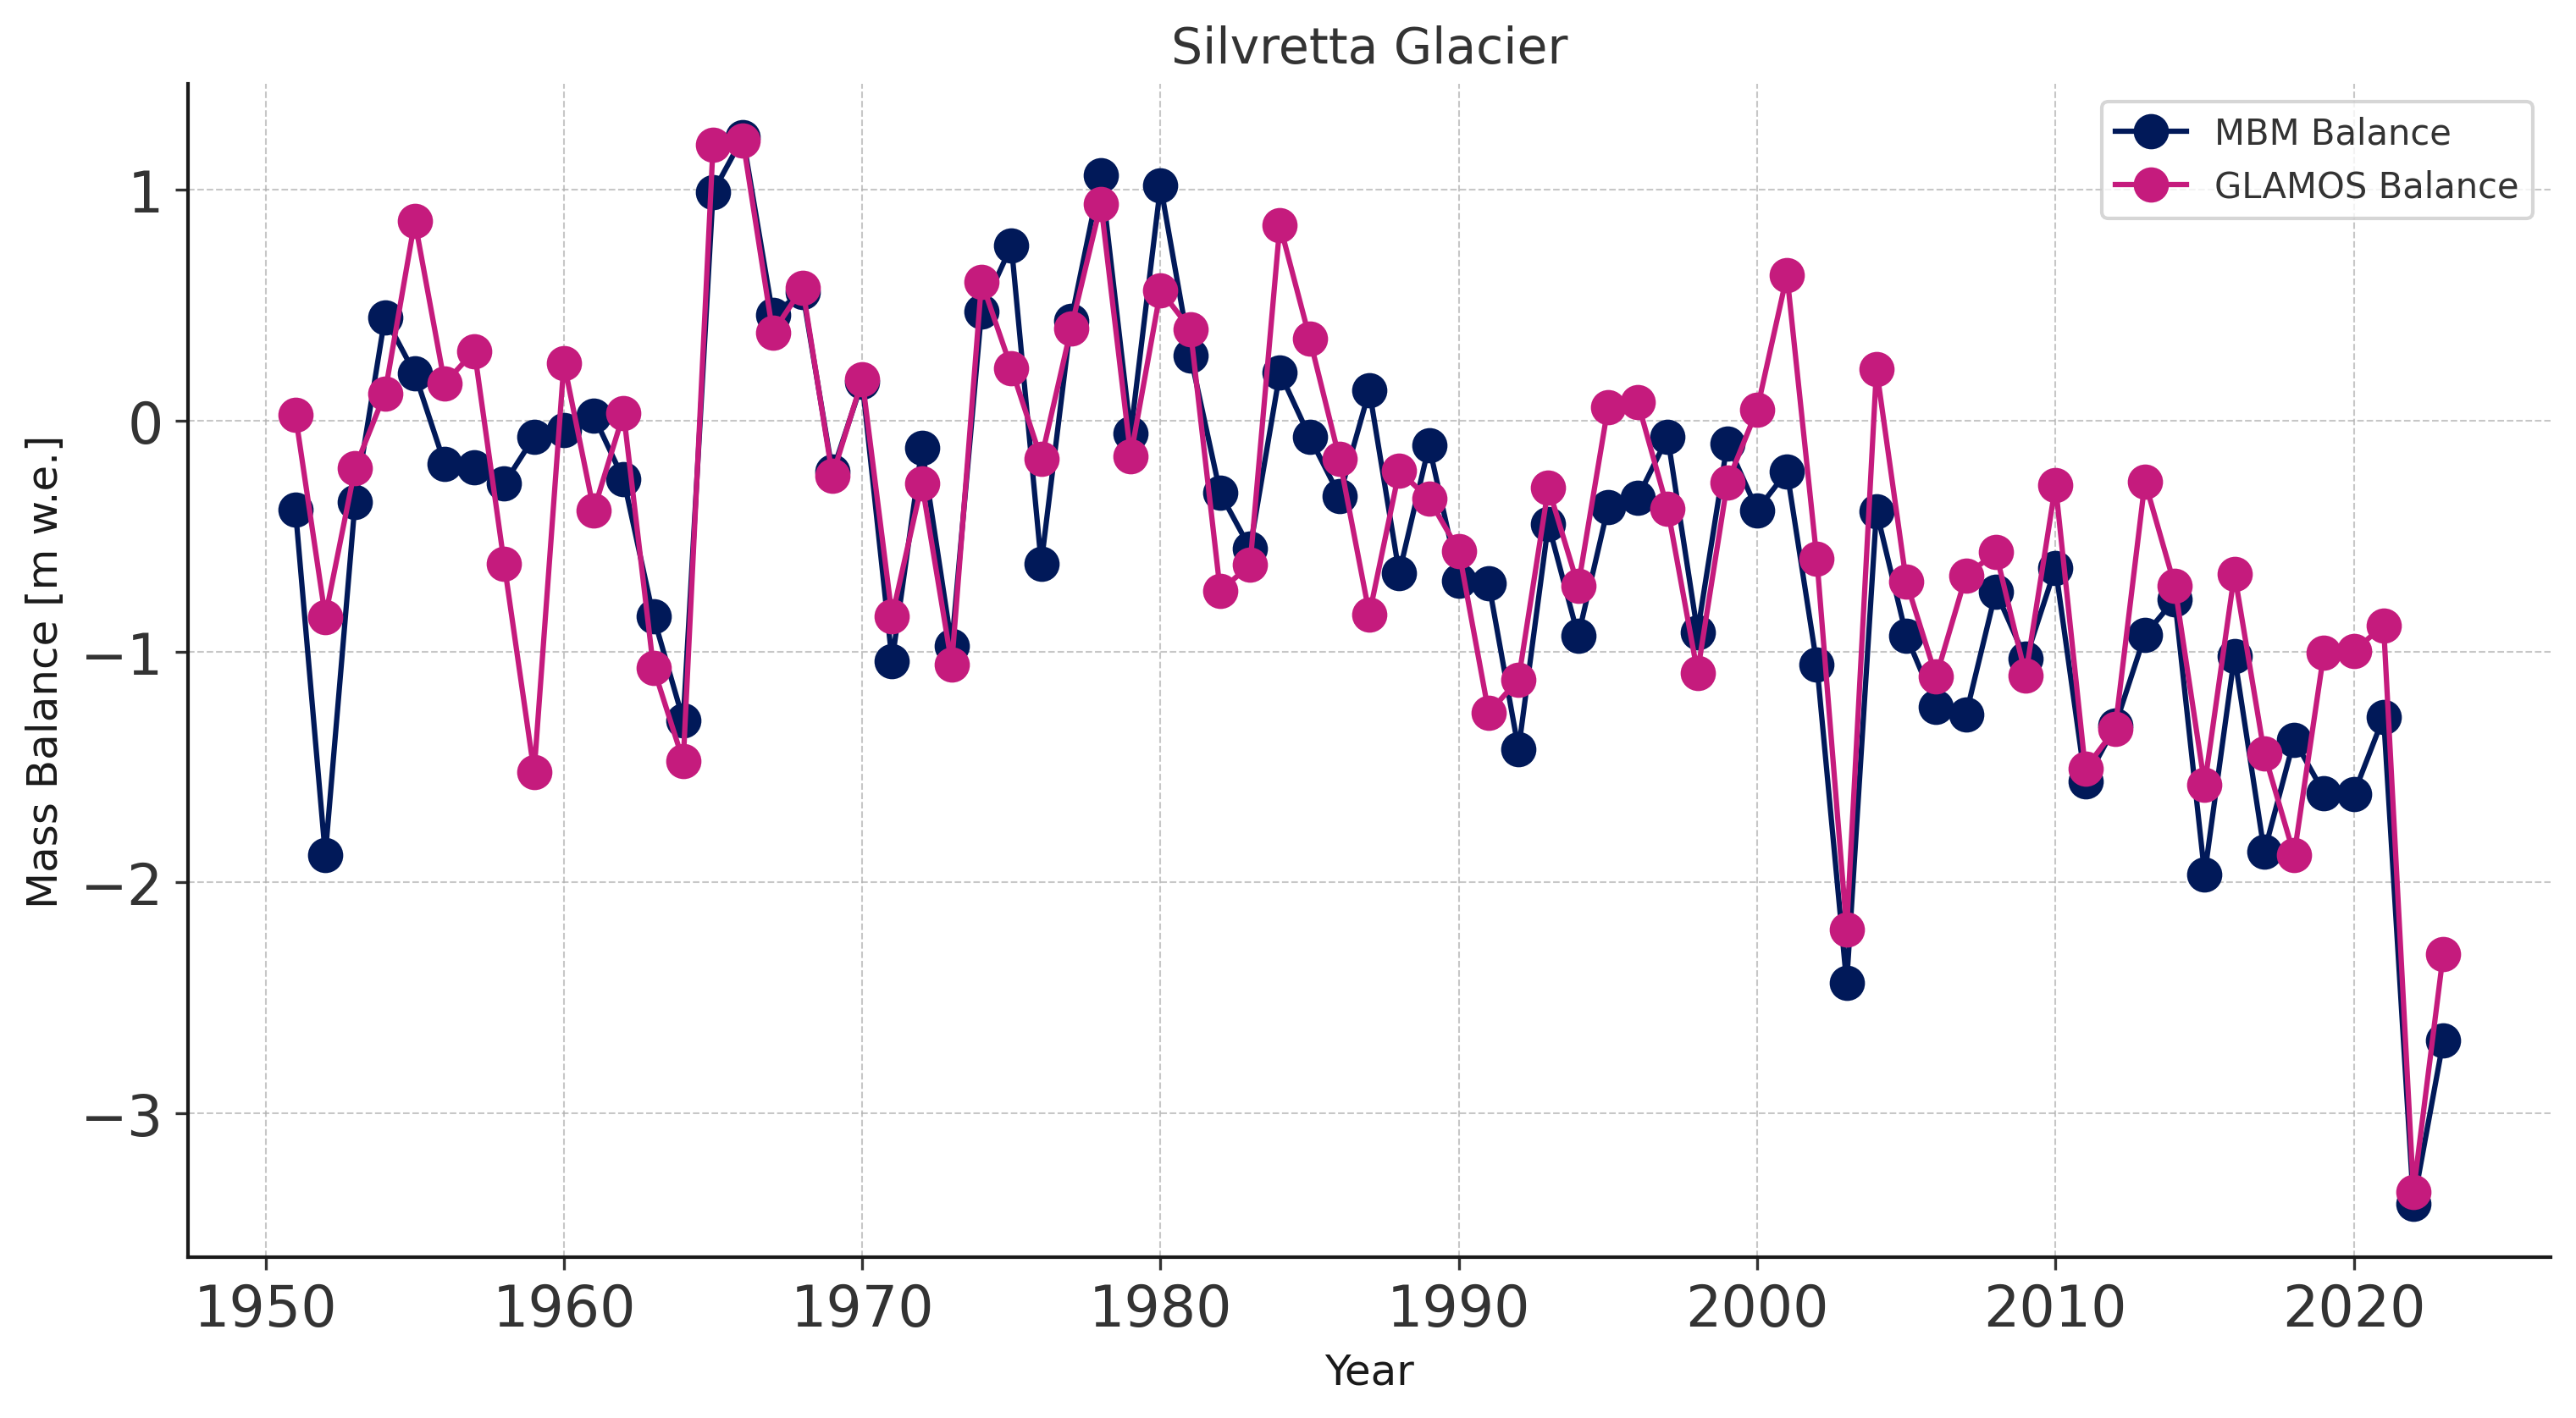 Silvretta Glacier
MBM Balance
GLAMOS Balance
Mass Balance [m w.e.]
1
0
−1
−2
−3
1950 1960 1970 1980 1990 2000 2010 2020
Year